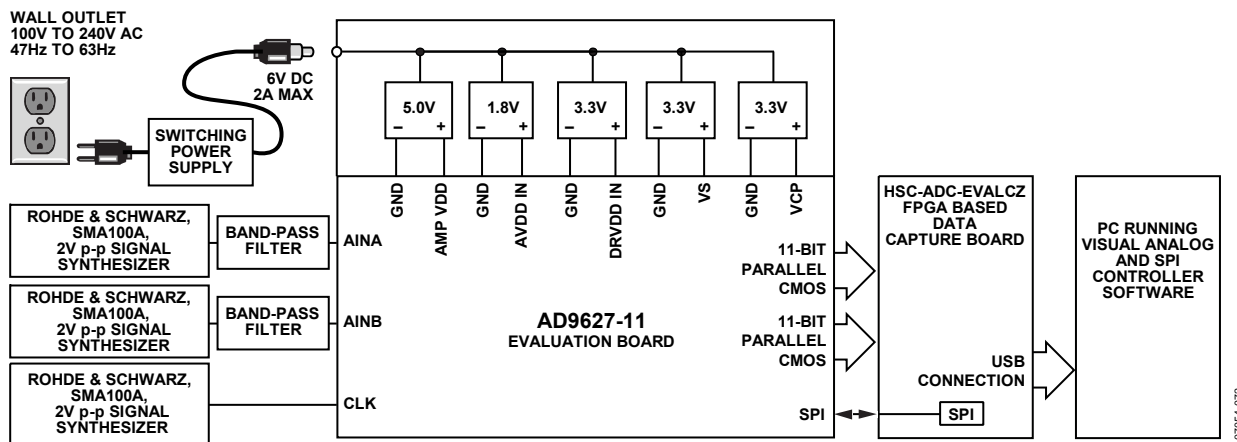 WALL OUTLET
100V TO 240V AC
47Hz TO 63Hz
6V DC
2A MAX
SWITCHING
POWER
SUPPLY
5.0V
– +
1.8V
– +
3.3V
– +
3.3V
– +
3.3V
– +
GND
AMP VDD
GND
AVDD IN
GND
DRVDD IN
GND
VS
GND
VCP
ROHDE & SCHWARZ,
SMA100A,
2V p-p SIGNAL
SYNTHESIZER
BAND-PASS
FILTER
AINA
ROHDE & SCHWARZ,
SMA100A,
2V p-p SIGNAL
SYNTHESIZER
BAND-PASS
FILTER
AINB
ROHDE & SCHWARZ,
SMA100A,
2V p-p SIGNAL
SYNTHESIZER
CLK
AD9627-11
EVALUATION BOARD
11-BIT
PARALLEL
CMOS
11-BIT
PARALLEL
CMOS
SPI
HSC-ADC-EVALCZ
FPGA BASED
DATA
CAPTURE BOARD
USB
CONNECTION
SPI
PC RUNNING
VISUAL ANALOG
AND SPI
CONTROLLER
SOFTWARE